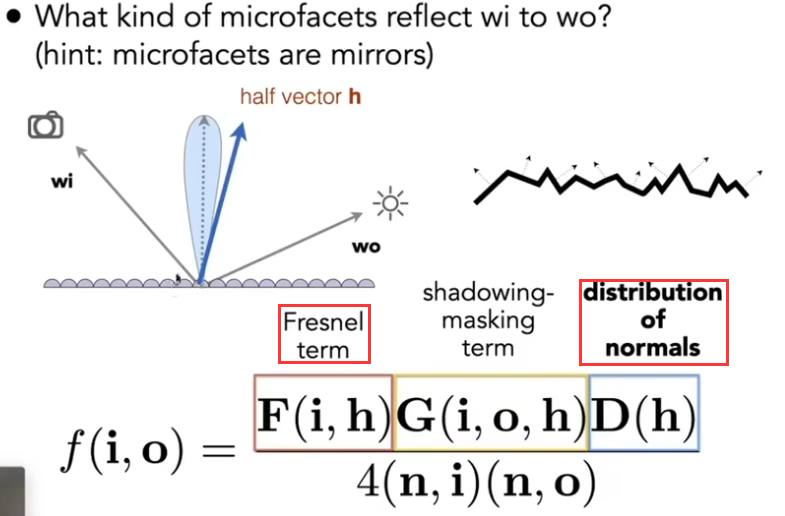 • What kind of microfacets reflect wi to wo?
(hint: microfacets are mirrors)
half vector h
wi
wo
Fresnel
term
shadowing-
masking
term
distribution
of
normals
f(i, o) = F(i, h)G(i, o, h)D(h) / 4(n, i)(n, o)